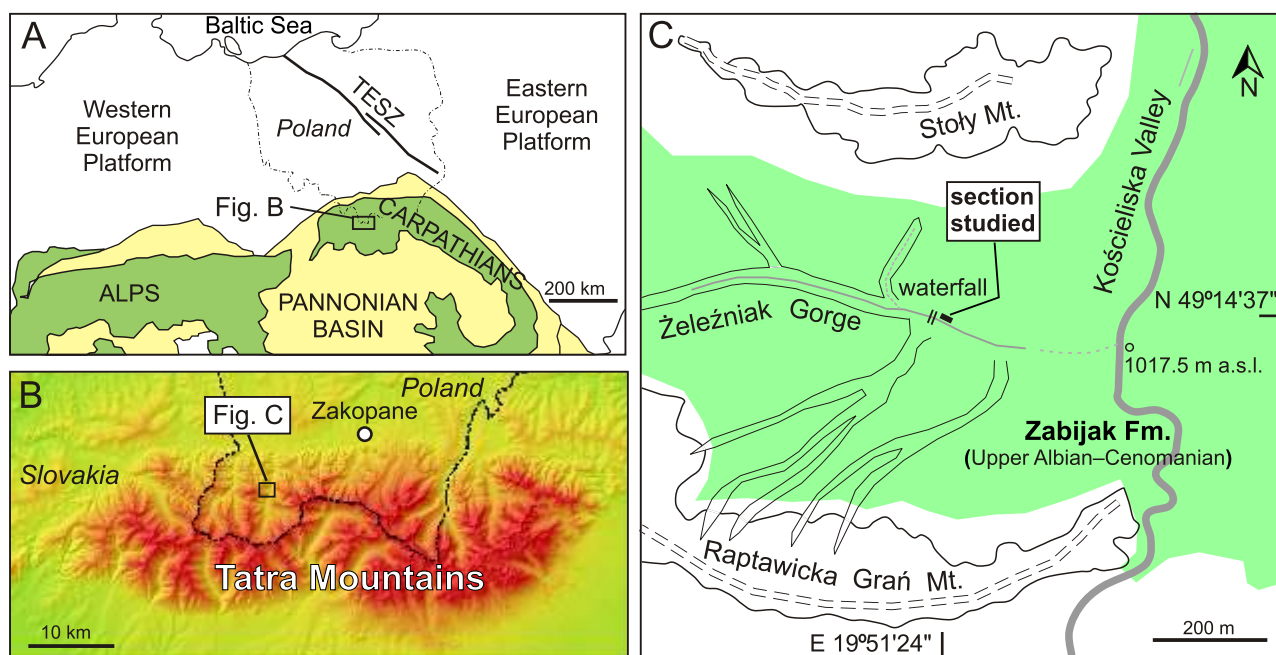 A
Baltic Sea
Western
European
Platform
Poland
TESZ
Eastern
European
Platform
Fig. B
CARPATHIANS
ALPS
PANNONIAN
BASIN
200 km
B
Poland
Fig. C
Zakopane
Slovakia
Tatra Mountains
10 km
C
N
Stoły Mt.
Kościeliska Valley
section
studied
waterfall
Żeleźniak Gorge
N 49º14'37"
1017.5 m a.s.l.
Zabijak Fm.
(Upper Albian–Cenomanian)
Raptawicka Grań Mt.
E 19º51'24"
200 m